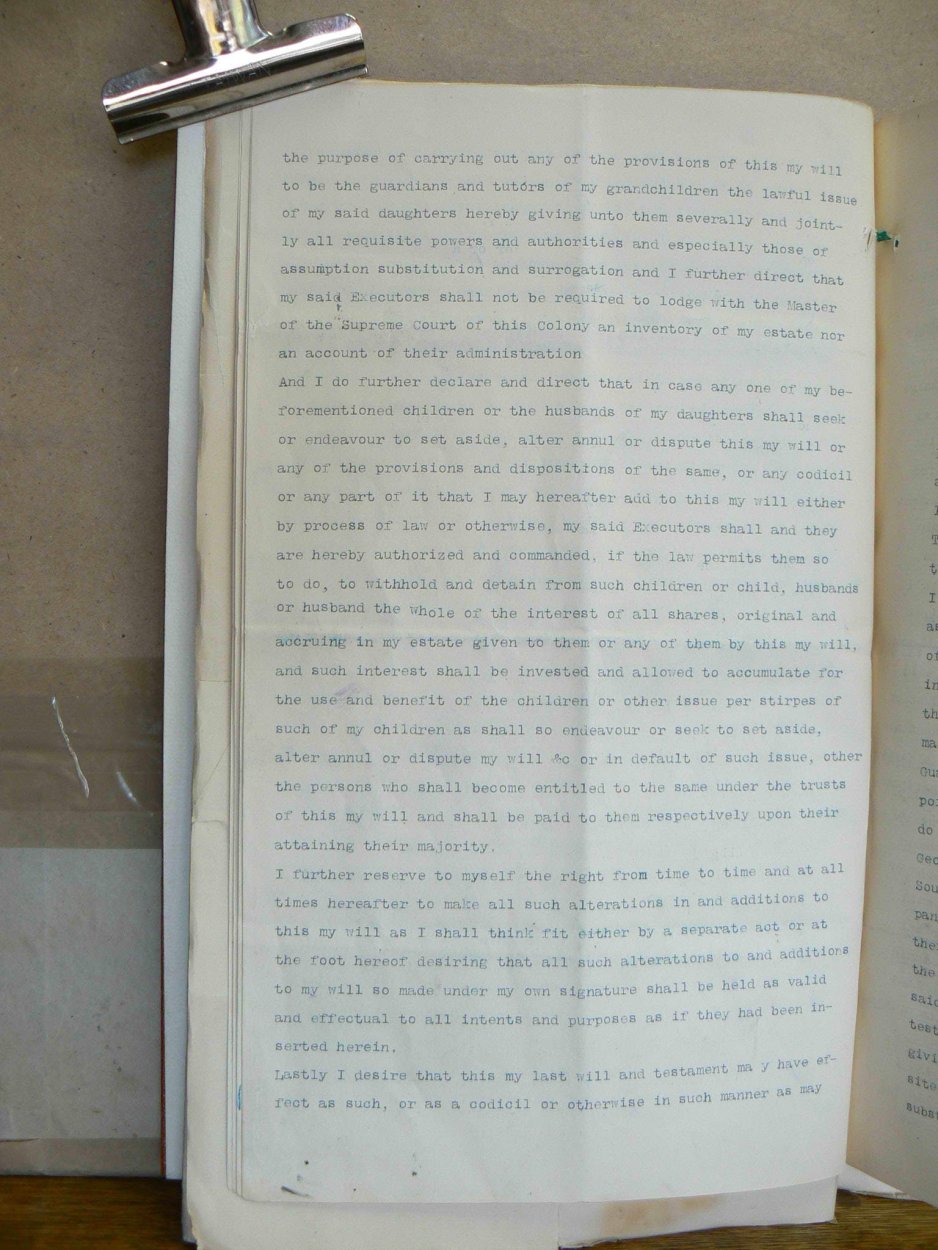 the purpose of carrying out any of the provisions of this my will
to be the guardians and tutors of my grandchildren the lawful issue
of my said daughters hereby giving unto them severally and joint-
ly all requisite powers and authorities and especially those of
assumption substitution and surrogation and I further direct that
my said Executors shall not be required to lodge with the Master
of the Supreme Court of this Colony an inventory of my estate nor
an account of their administration
And I do further declare and direct that in case any one of my be-
forementioned children or the husbands of my daughters shall seek
or endeavour to set aside, alter annul or dispute this my will or
any of the provisions and dispositions of the same, or any codicil
or any part of it that I may hereafter add to this my will either
by process of law or otherwise, my said Executors shall and they
are hereby authorized and commanded, if the law permits them so
to do, to withhold and detain from such children or child, husbands
or husband the whole of the interest of all shares, original and
accruing in my estate given to them or any of them by this my will,
and such interest shall be invested and allowed to accumulate for
the use and benefit of the children or other issue per stirpes of
such of my children as shall so endeavour or seek to set aside,
alter annul or dispute my will &c or in default of such issue, other
the persons who shall become entitled to the same under the trusts
of this my will and shall be paid to them respectively upon their
attaining their majority.
I further reserve to myself the right from time to time and at all
times hereafter to make all such alterations in and additions to
this my will as I shall think fit either by a separate act or at
the foot hereof desiring that all such alterations to and additions
to my will so made under my own signature shall be held as valid
and effectual to all intents and purposes as if they had been in-
serted herein.
Lastly I desire that this my last will and testament ma y have ef-
fect as such, or as a codicil or otherwise in such manner as may